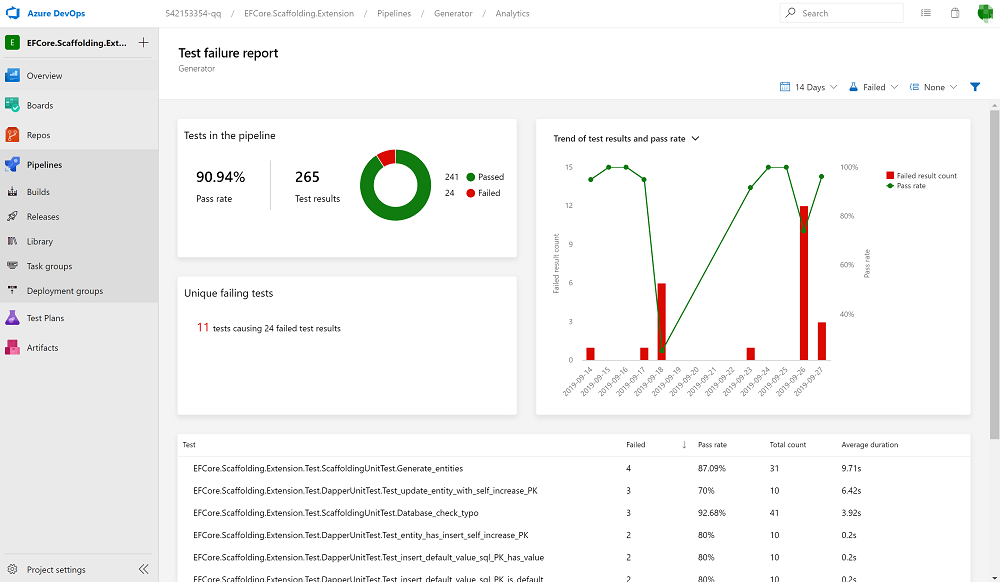 Azure DevOps
542153354-qq / EFCore.Scaffolding.Extension / Pipelines / Generator / Analytics
Search
E EFCore.Scaffolding.Ext...
Overview
Boards
Repos
Pipelines
Builds
Releases
Library
Task groups
Deployment groups
Test Plans
Artifacts
Project settings
Test failure report
Generator
14 Days Failed None
Tests in the pipeline
90.94%
Pass rate
265
Test results
241 Passed
24 Failed
Unique failing tests
11 tests causing 24 failed test results
Trend of test results and pass rate
Failed result count
15
12
9
6
3
0
100%
80%
60%
40%
Pass rate
2019-09-14
2019-09-15
2019-09-16
2019-09-17
2019-09-18
2019-09-19
2019-09-20
2019-09-21
2019-09-22
2019-09-23
2019-09-24
2019-09-25
2019-09-26
2019-09-27
Failed result count
Pass rate
Test Failed ↓ Pass rate Total count Average duration
EFCore.Scaffolding.Extension.Test.ScaffoldingUnitTest.Generate_entities 4 87.09% 31 9.71s
EFCore.Scaffolding.Extension.Test.DapperUnitTest.Test_update_entity_with_self_increase_PK 3 70% 10 6.42s
EFCore.Scaffolding.Extension.Test.ScaffoldingUnitTest.Database_check_typo 3 92.68% 41 3.92s
EFCore.Scaffolding.Extension.Test.DapperUnitTest.Test_entity_has_insert_self_increase_PK 2 80% 10 0.2s
EFCore.Scaffolding.Extension.Test.DapperUnitTest.Test_insert_default_value_sql_PK_has_value 2 80% 10 0.2s
EFCore.Scaffolding.Extension.Test.DapperUnitTest.Test_insert_default_value_sql_PK_is_default 2 80% 10 0.2s